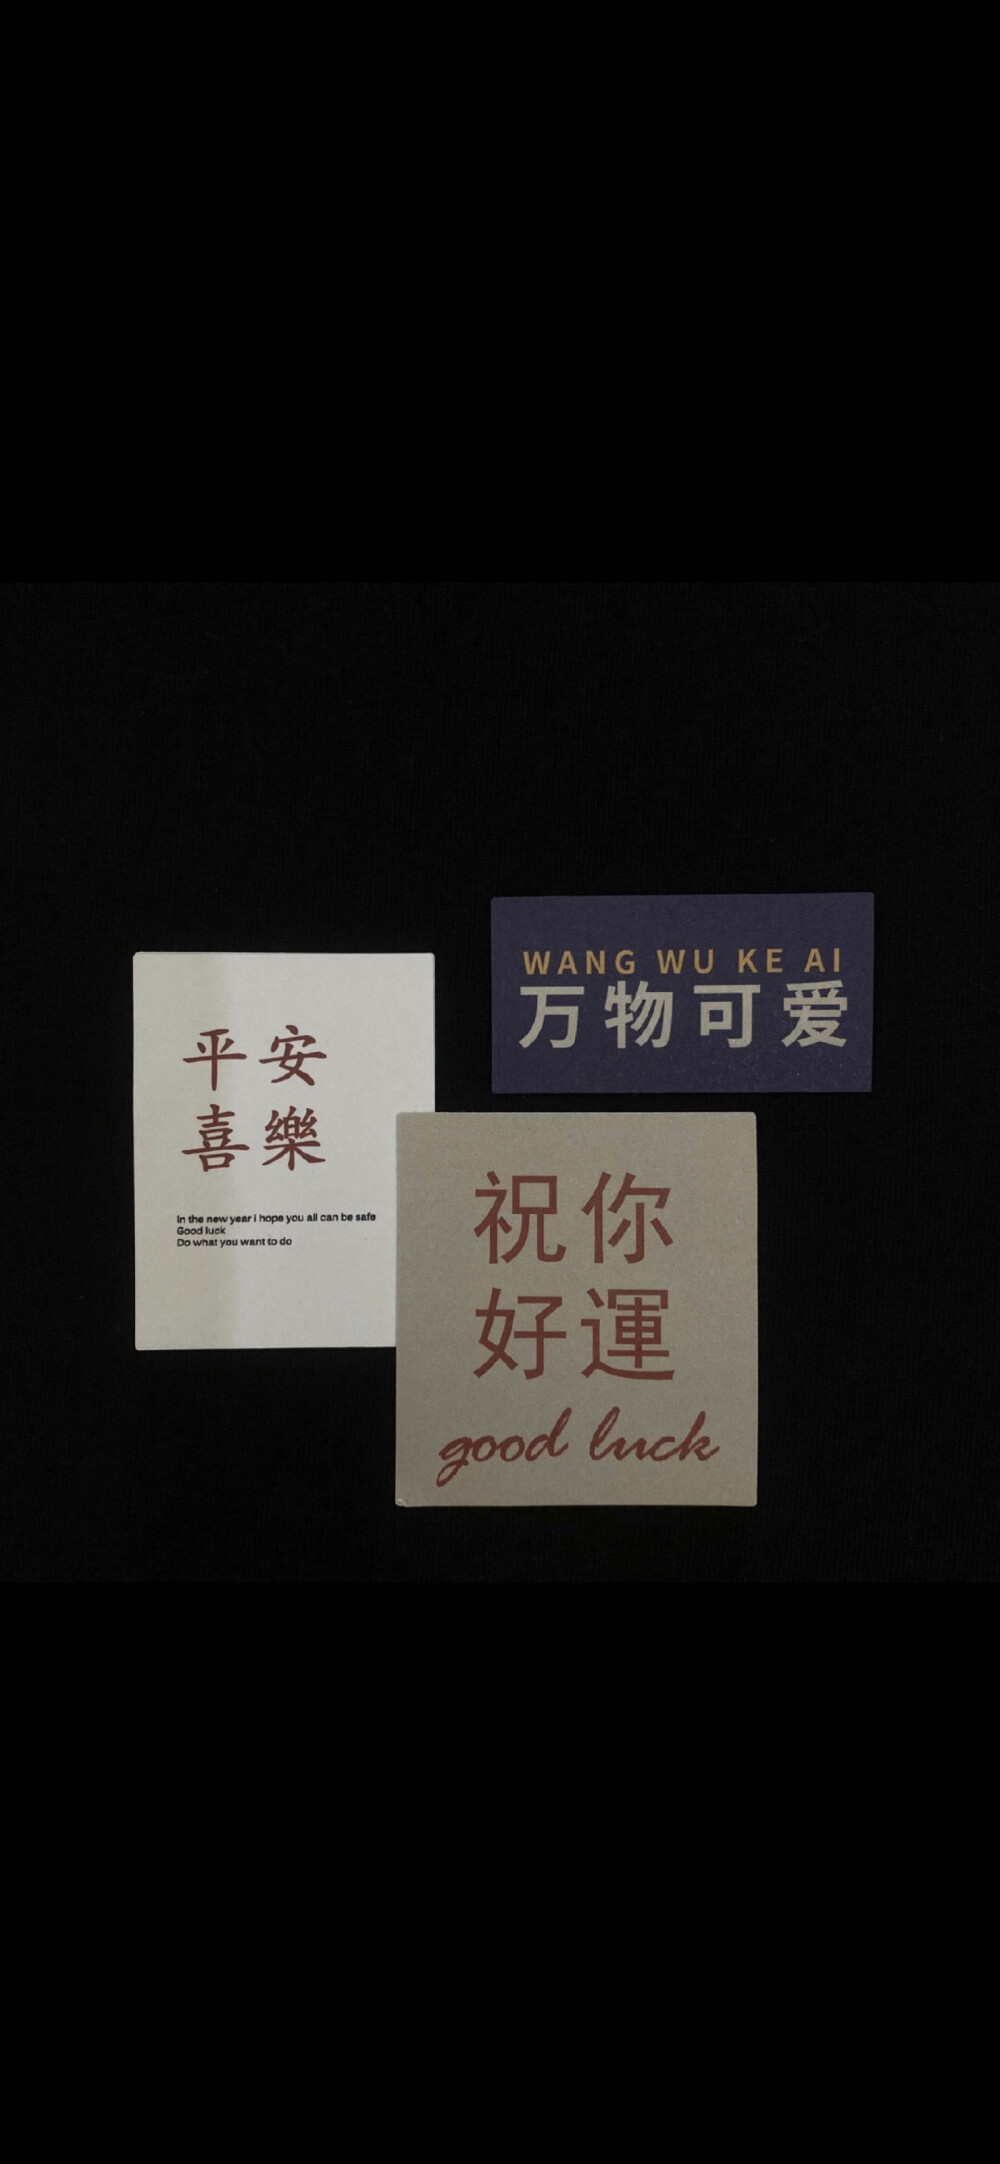 WANG WU KE AI
万物可爱
平安
喜樂
In the new year i hope you all can be safe
Good luck
Do what you want to do
祝你
好運
good luck